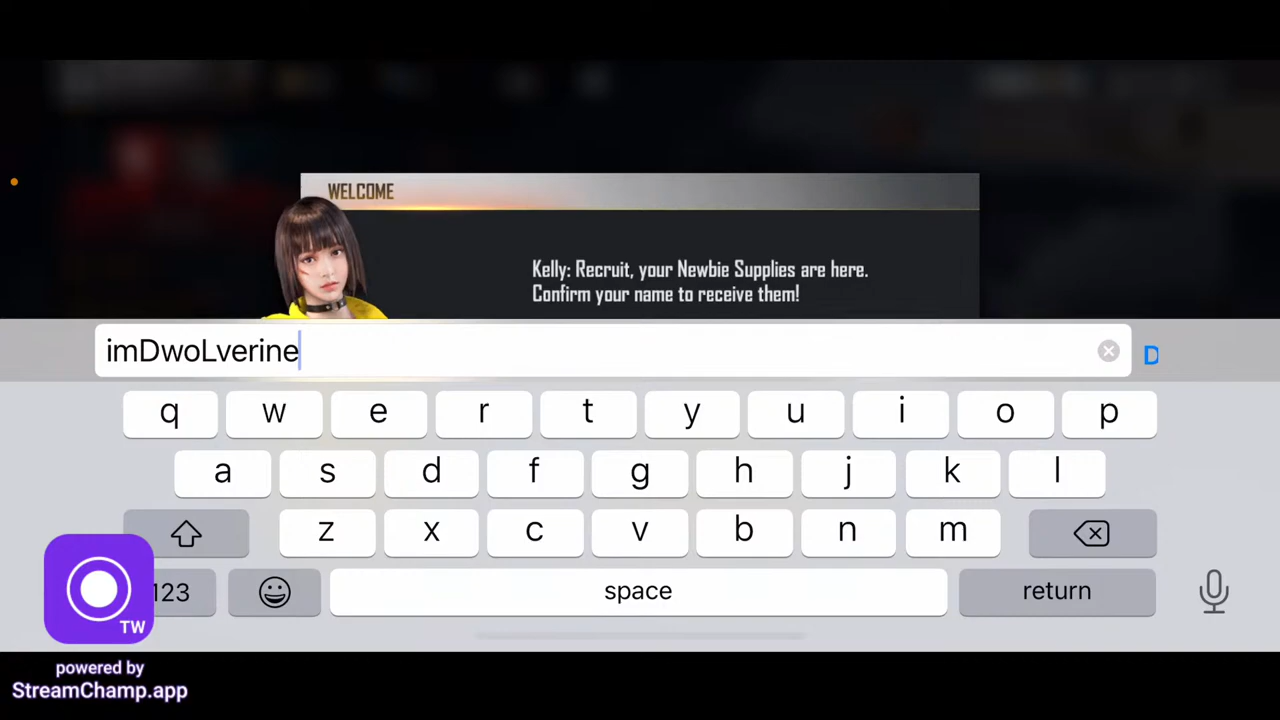 WELCOME
Kelly: Recruit, your Newbie Supplies are here.
Confirm your name to receive them!
imDwoLverine
D
q w e r t y u i o p
a s d f g h j k l
z x c v b n m
123 space return
TW
powered by
StreamChamp.app